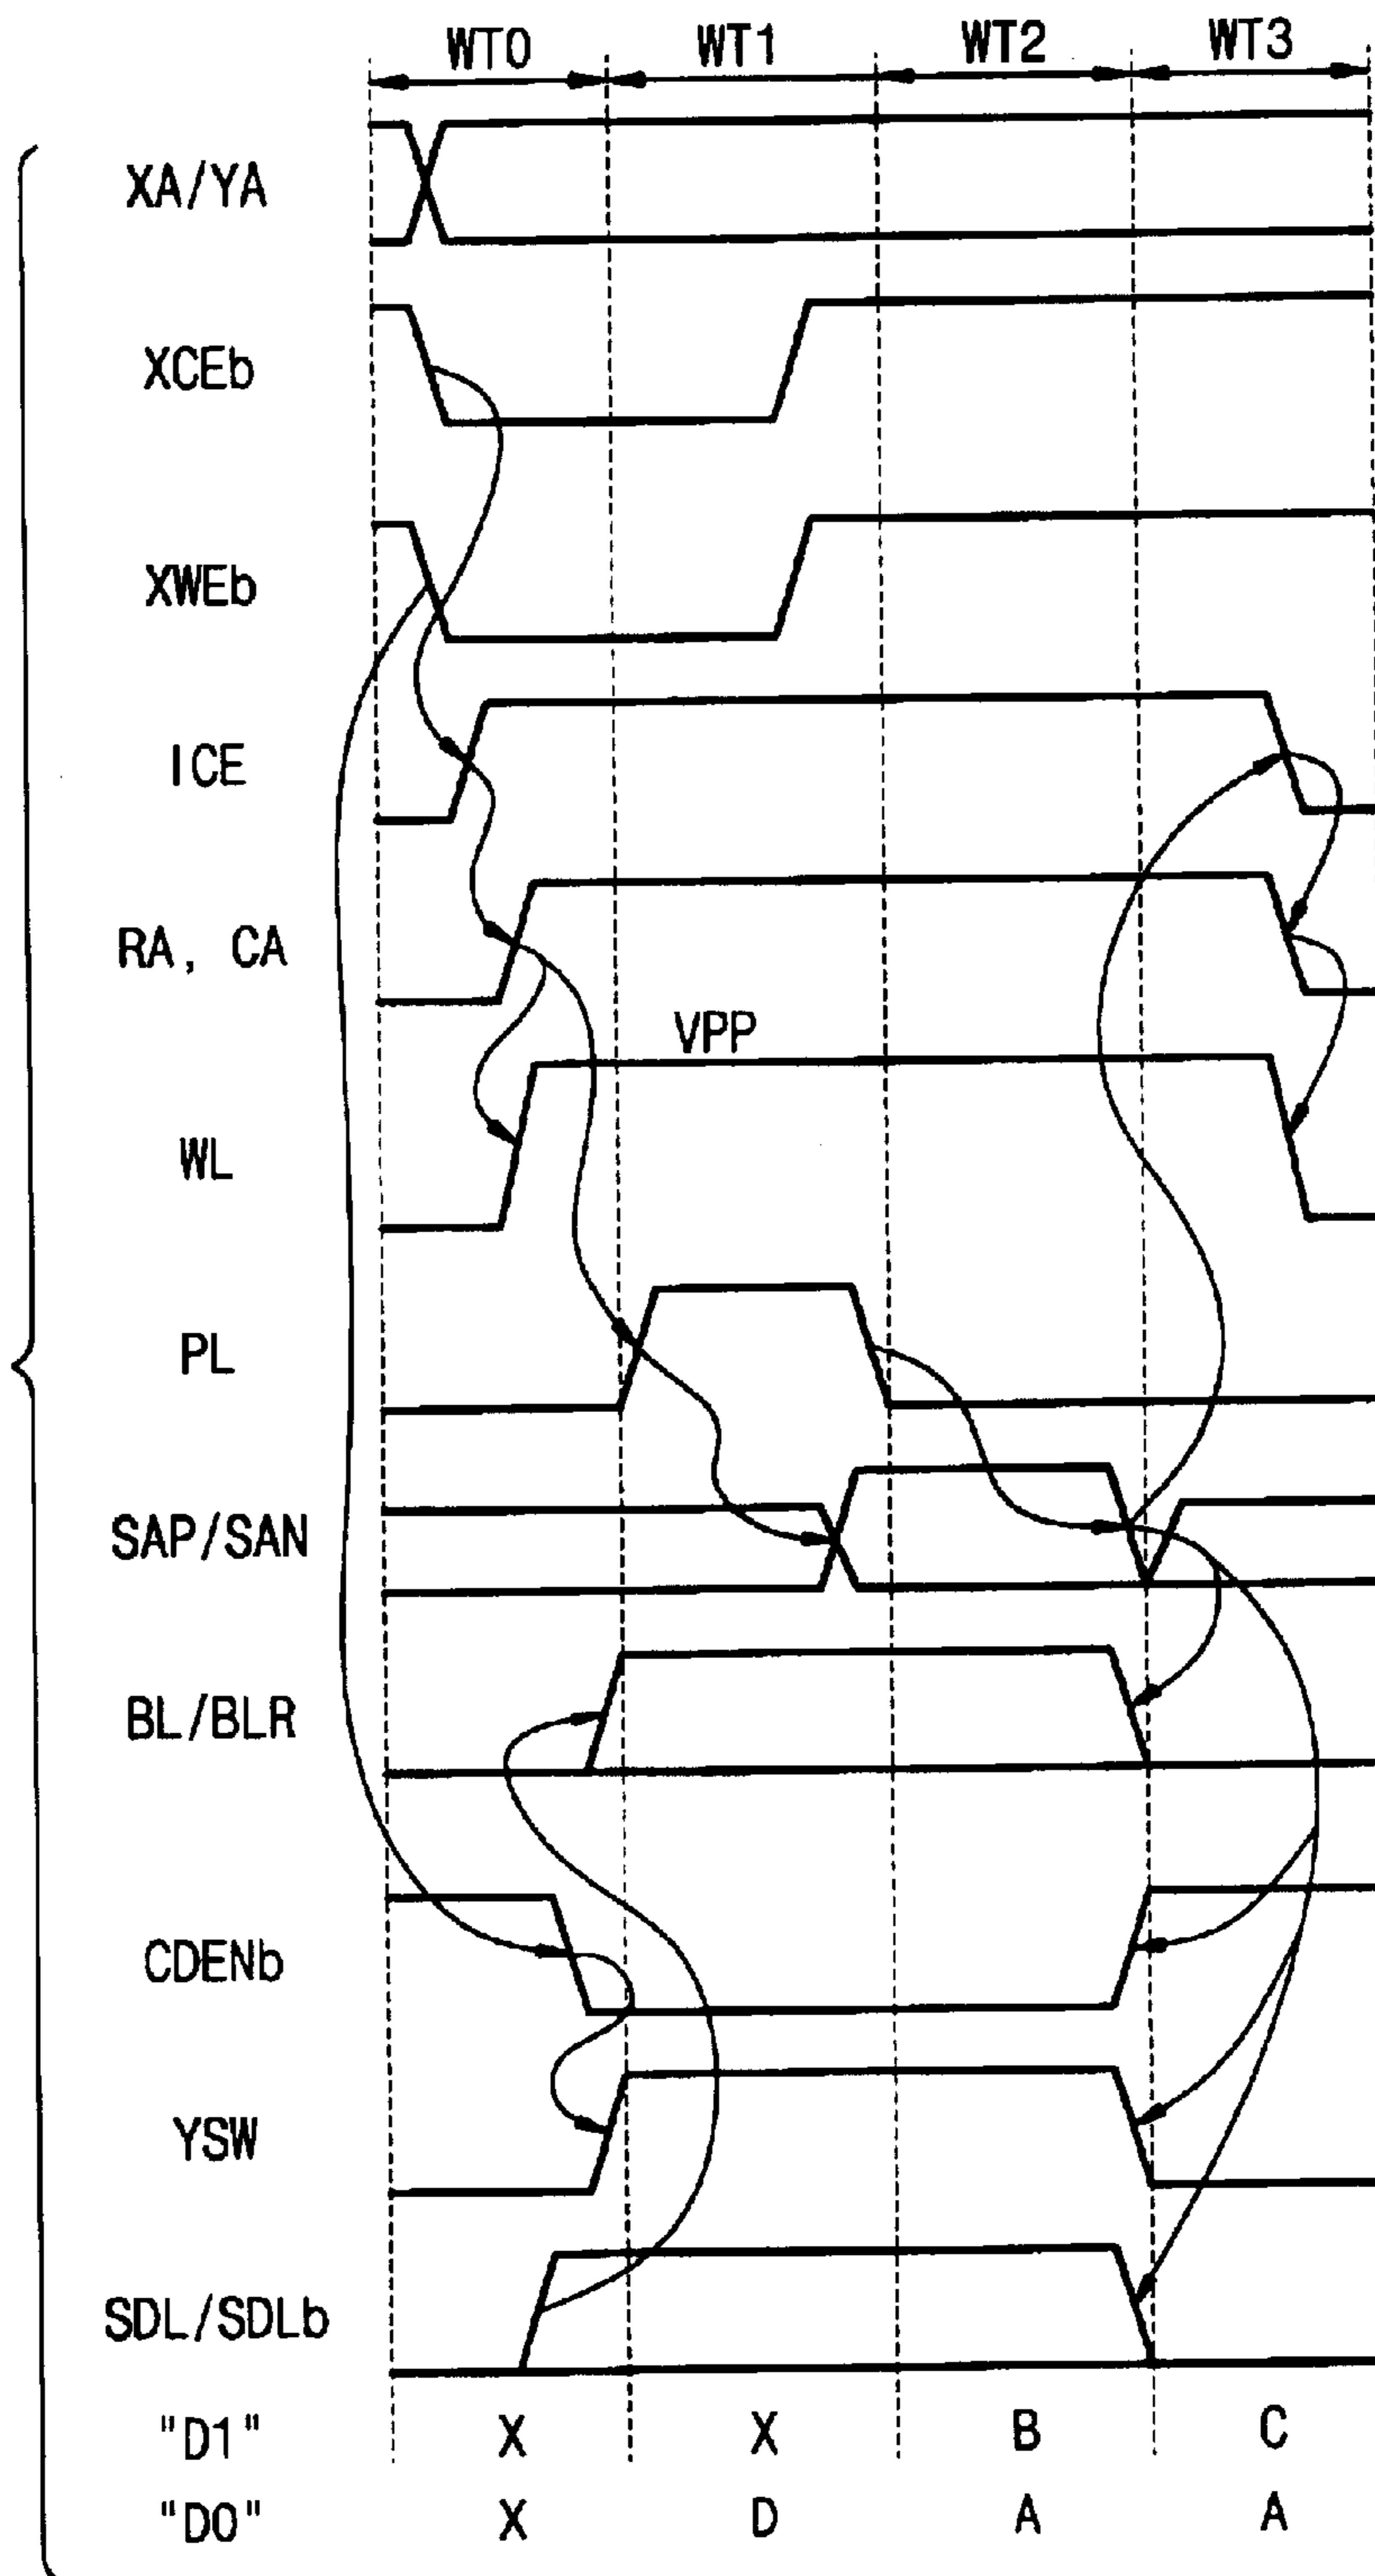 WT0 WT1 WT2 WT3
XA/YA
XCEb
XWEb
ICE
RA, CA
VPP
WL
PL
SAP/SAN
BL/BLR
CDENb
YSW
SDL/SDLb
"D1" X X B C
"D0" X D A A